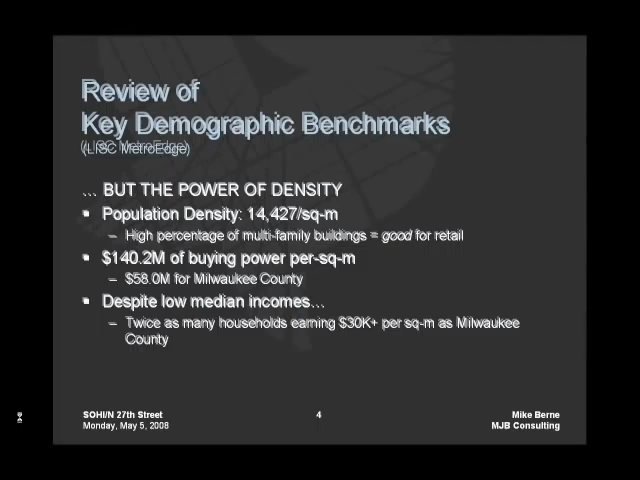 Review of
Key Demographic Benchmarks
(LISC MetroEdge)
… BUT THE POWER OF DENSITY
▪ Population Density: 14,427/sq-m
– High percentage of multi-family buildings = good for retail
▪ $140.2M of buying power per-sq-m
– $58.0M for Milwaukee County
▪ Despite low median incomes…
– Twice as many households earning $30K+ per sq-m as Milwaukee
County
SOHI/N 27th Street 4 Mike Berne
Monday, May 5, 2008 MJB Consulting